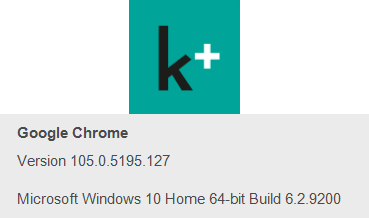 k+
Google Chrome
Version 105.0.5195.127
Microsoft Windows 10 Home 64-bit Build 6.2.9200